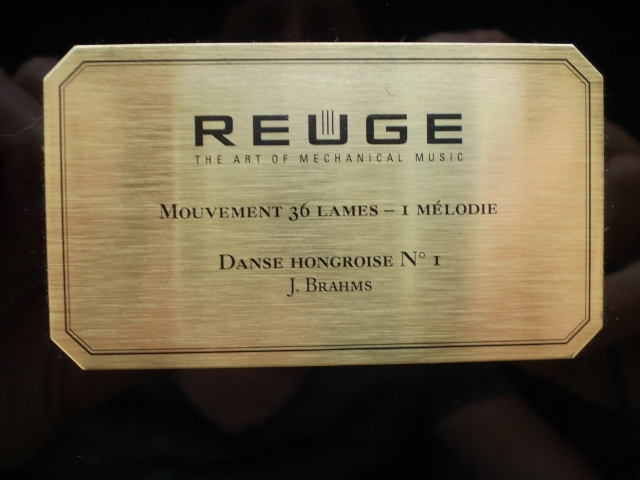 REUGE
THE ART OF MECHANICAL MUSIC
MOUVEMENT 36 LAMES – 1 MÉLODIE
DANSE HONGROISE N° 1
J. BRAHMS